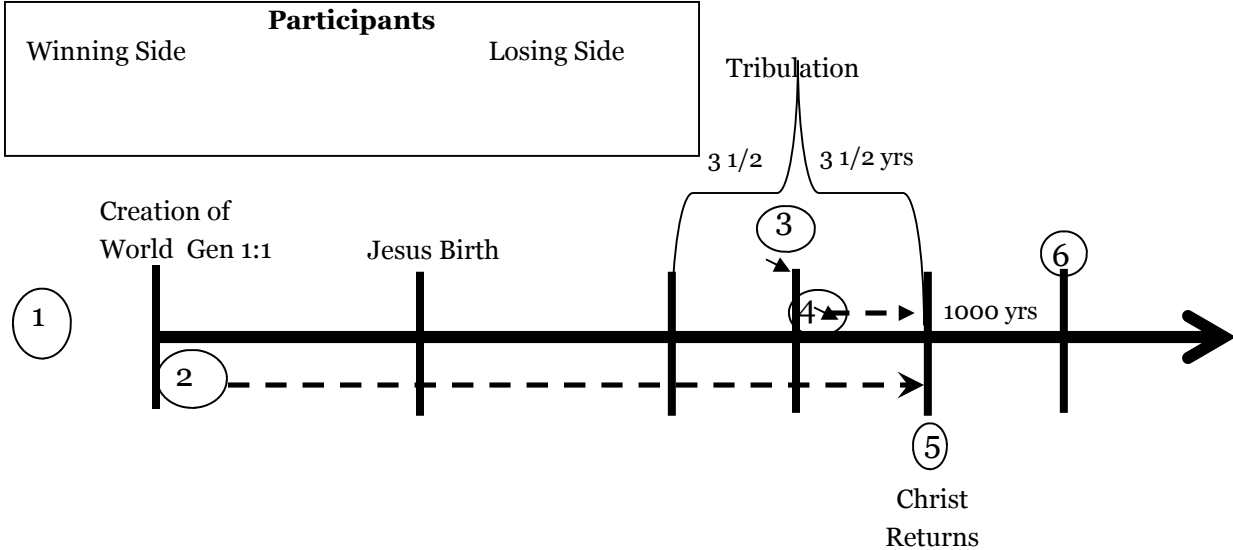 Participants
Winning Side Losing Side
Tribulation
3 1/2 3 1/2 yrs
Creation of
World Gen 1:1
Jesus Birth
3
6
1
4
1000 yrs
2
5
Christ
Returns